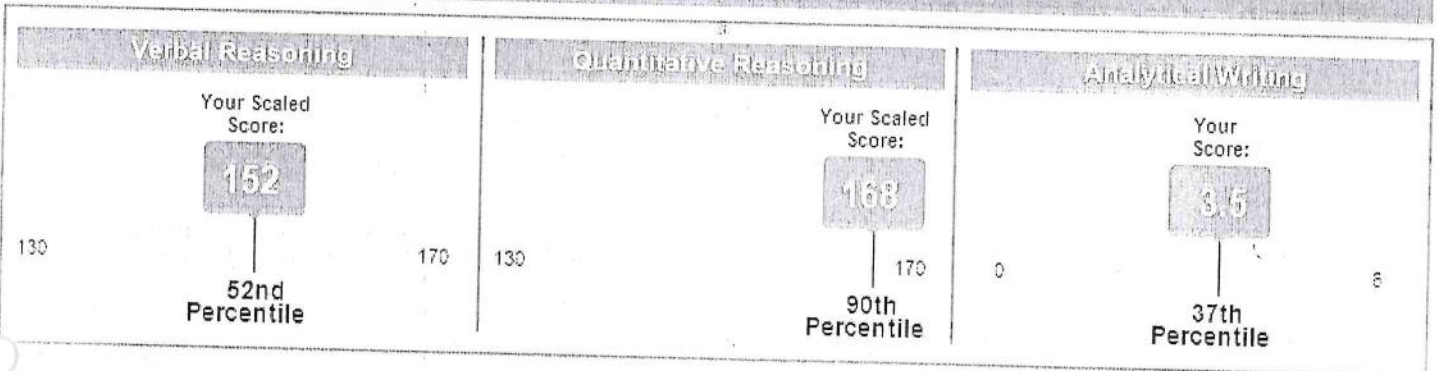 Verbal Reasoning
Your Scaled
Score:
152
130
170
52nd
Percentile
Quantitative Reasoning
Your Scaled
Score:
168
130
170
90th
Percentile
Analytical Writing
Your
Score:
3.5
0
6
37th
Percentile